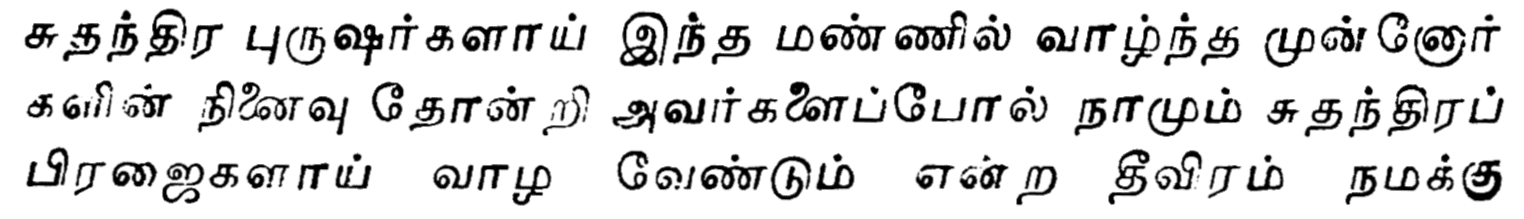 சுதந்திர புருஷர்களாய் இந்த மண்ணில் வாழ்ந்த முன்னோர்
களின் நினைவு தோன்றி அவர்களைப்போல் நாமும் சுதந்திரப்
பிரஜைகளாய் வாழ வேண்டும் என்ற தீவிரம் நமக்கு